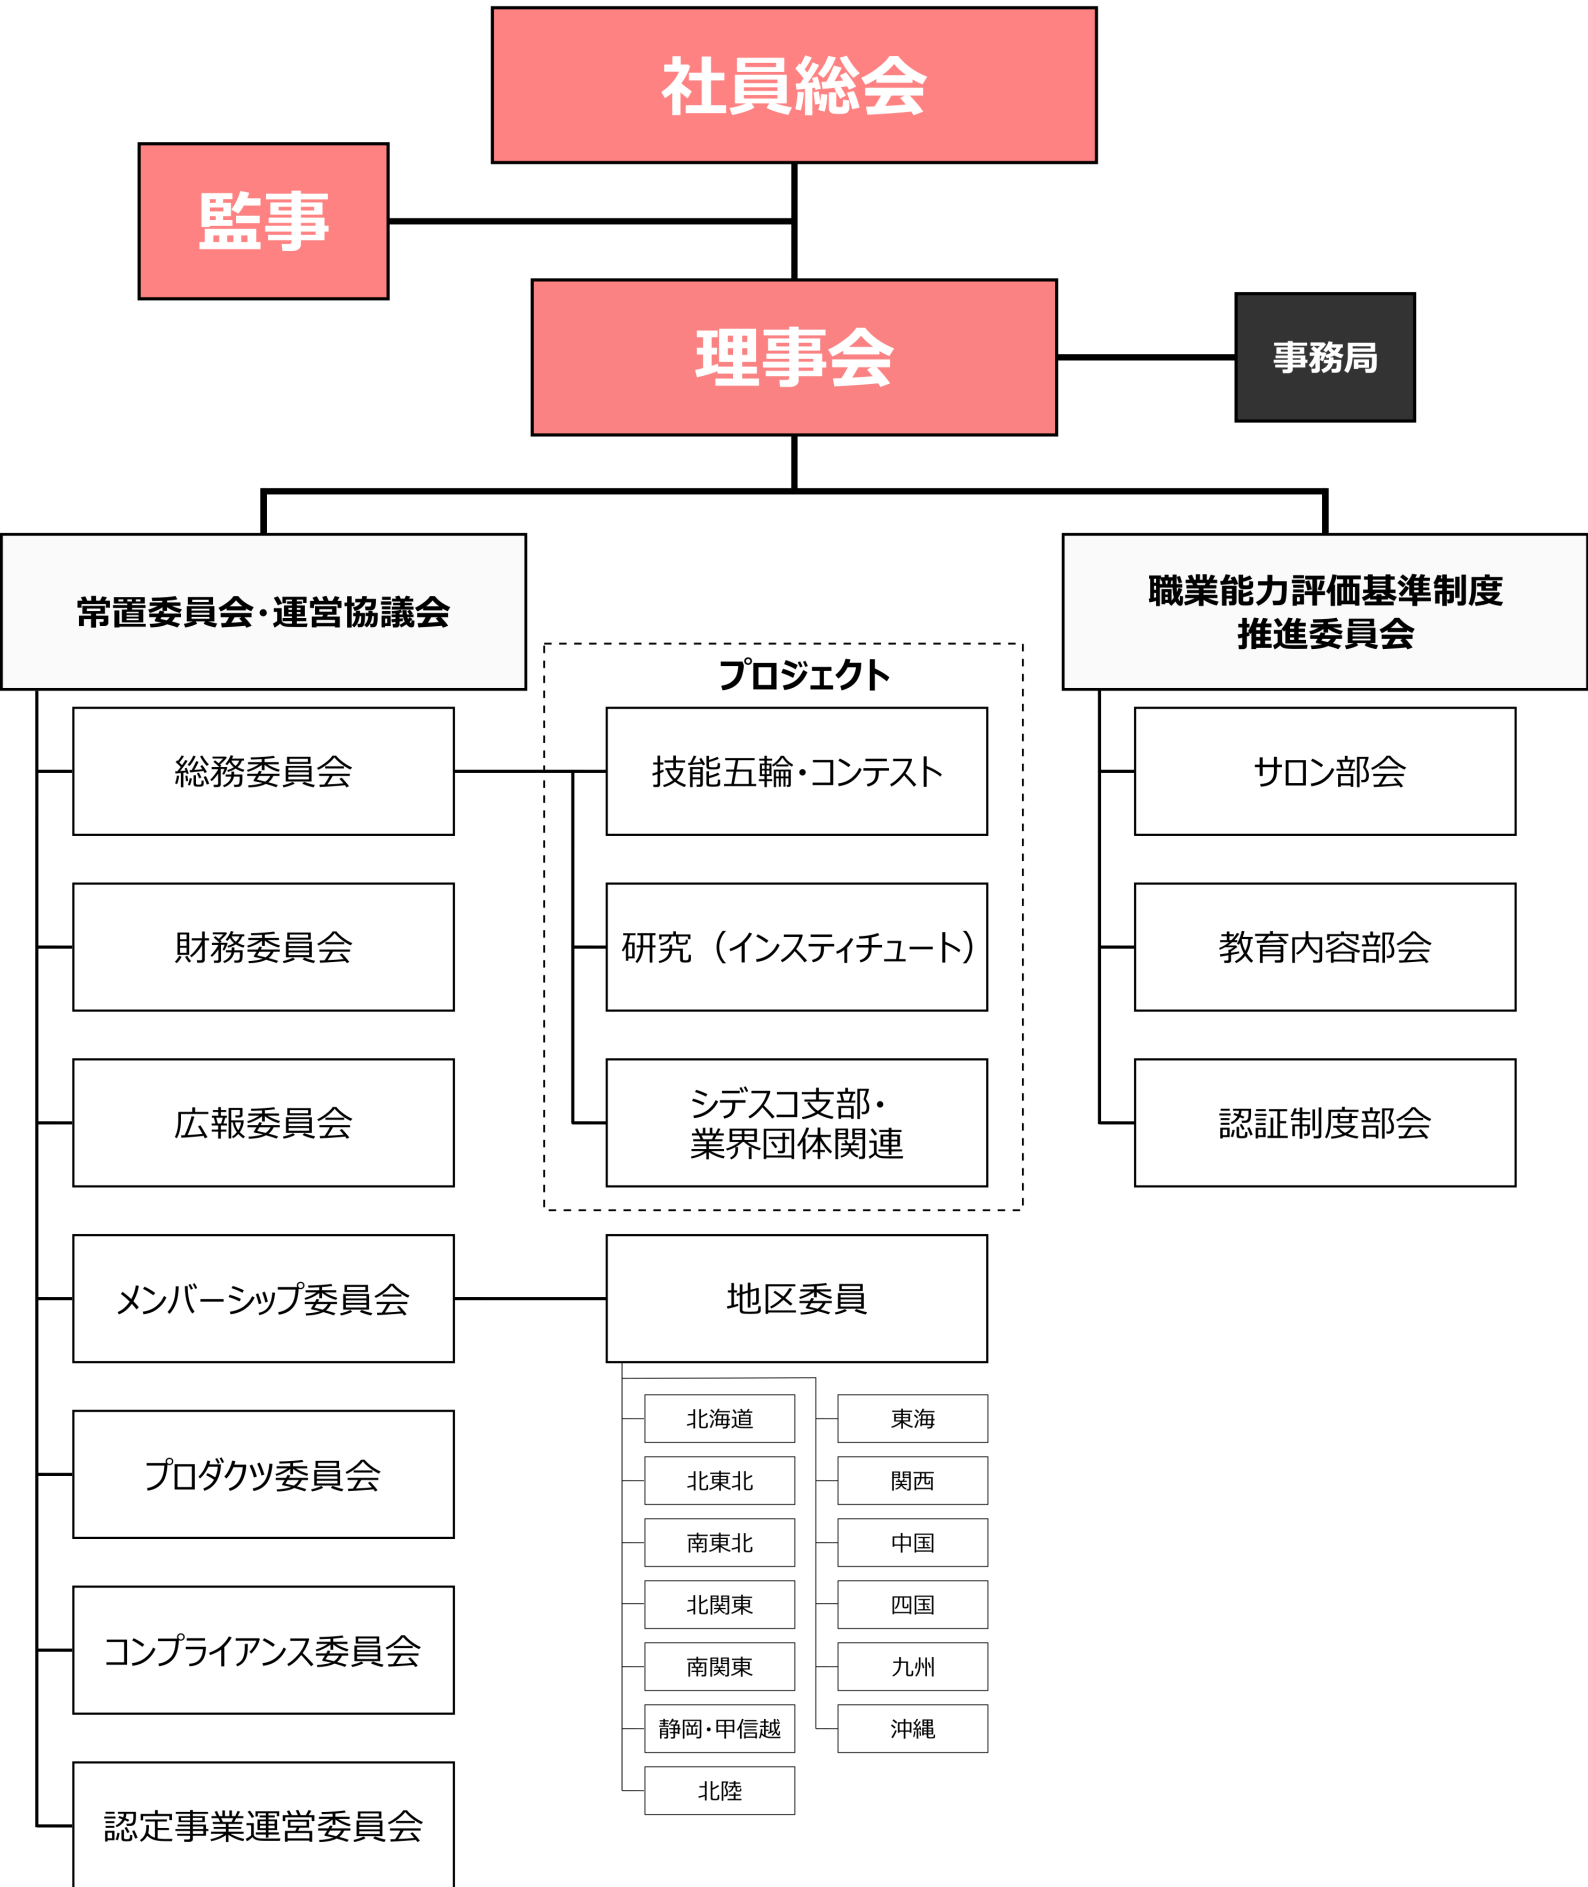 社員総会
監事
理事会
事務局
常置委員会・運営協議会
職業能力評価基準制度
推進委員会
プロジェクト
総務委員会
技能五輪・コンテスト
サロン部会
財務委員会
研究（インスティチュート）
教育内容部会
広報委員会
シデスコ支部・
業界団体関連
認証制度部会
メンバーシップ委員会
地区委員
北海道
東海
北東北
関西
プロダクツ委員会
南東北
中国
北関東
四国
コンプライアンス委員会
南関東
九州
静岡・甲信越
沖縄
北陸
認定事業運営委員会